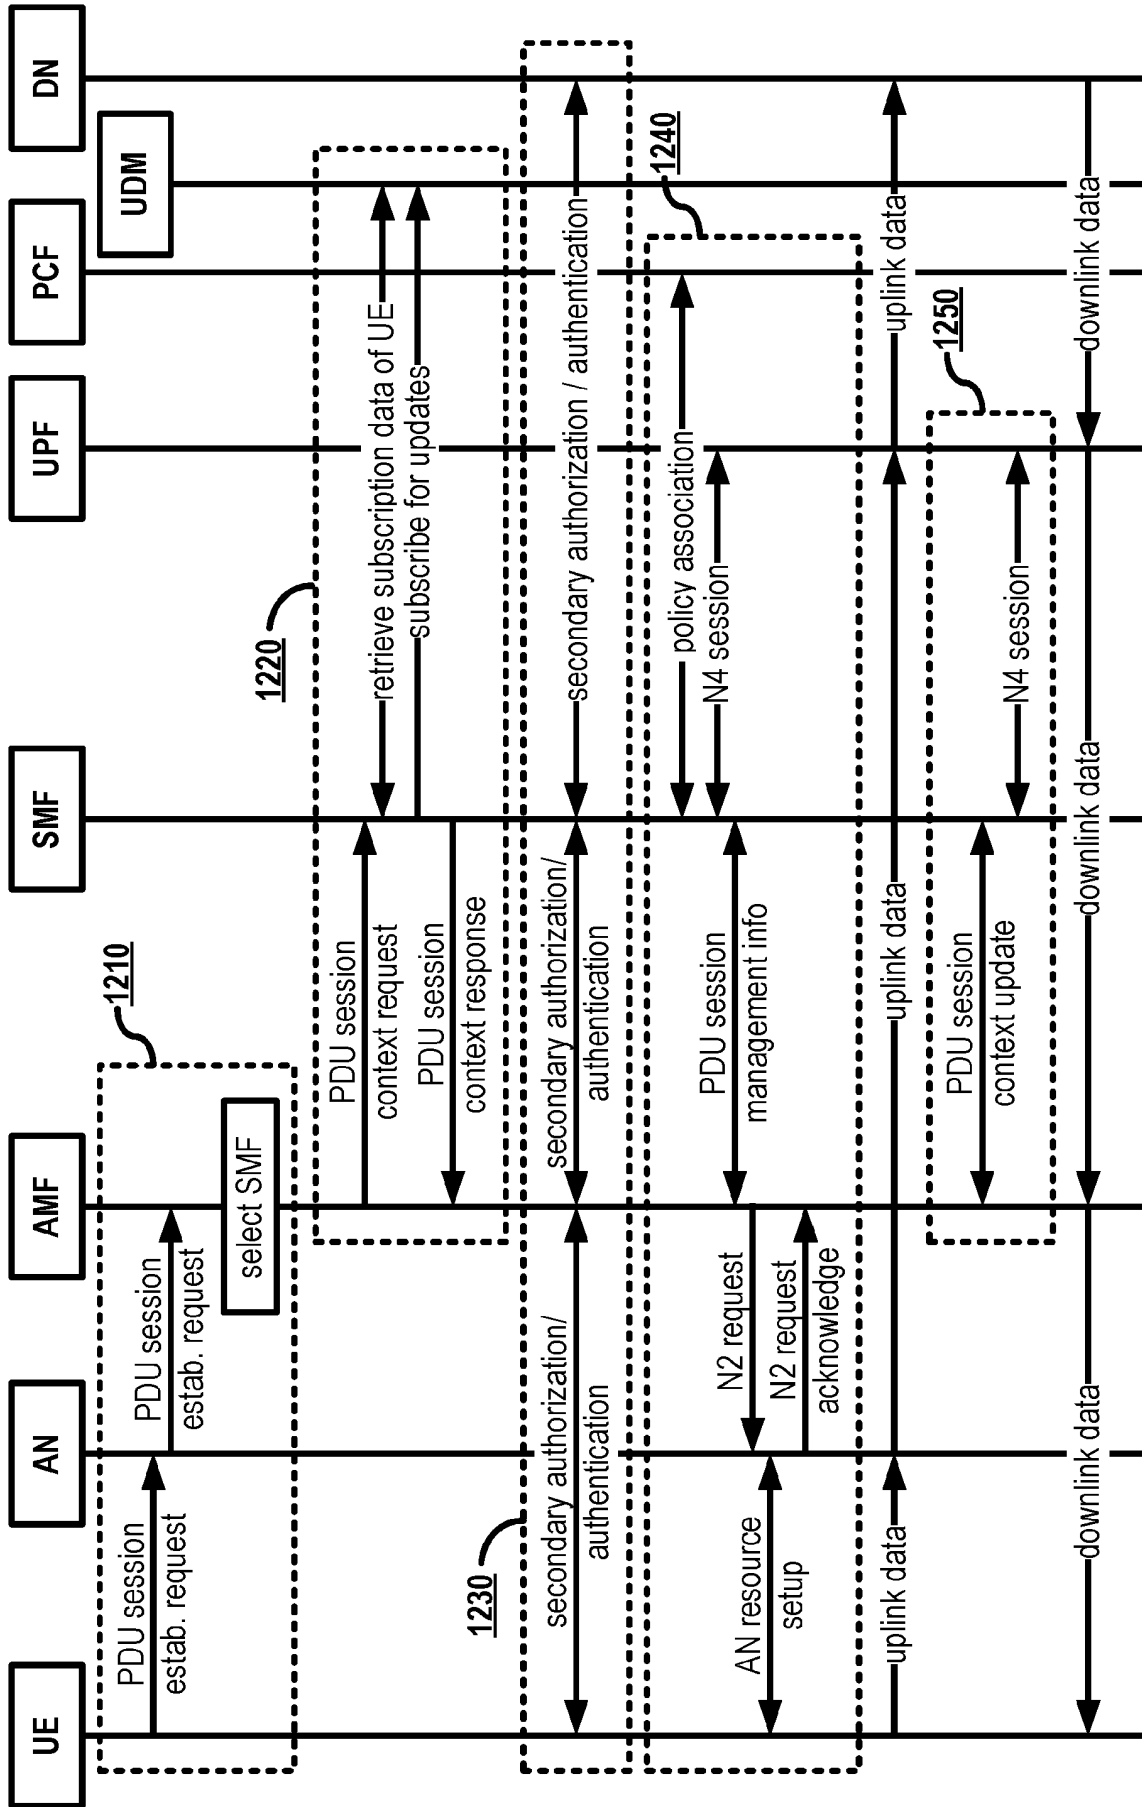 UE
AN
AMF
SMF
UPF
PCF
UDM
DN
1210
PDU session
estab. request
PDU session
estab. request
select SMF
1220
PDU session
context request
retrieve subscription data of UE
subscribe for updates
PDU session
context response
1230
secondary authorization/
authentication
secondary authorization/
authentication
secondary authorization / authentication
1240
policy association
N4 session
PDU session
management info
N2 request
AN resource
setup
N2 request
acknowledge
uplink data
uplink data
uplink data
1250
PDU session
context update
N4 session
downlink data
downlink data
downlink data